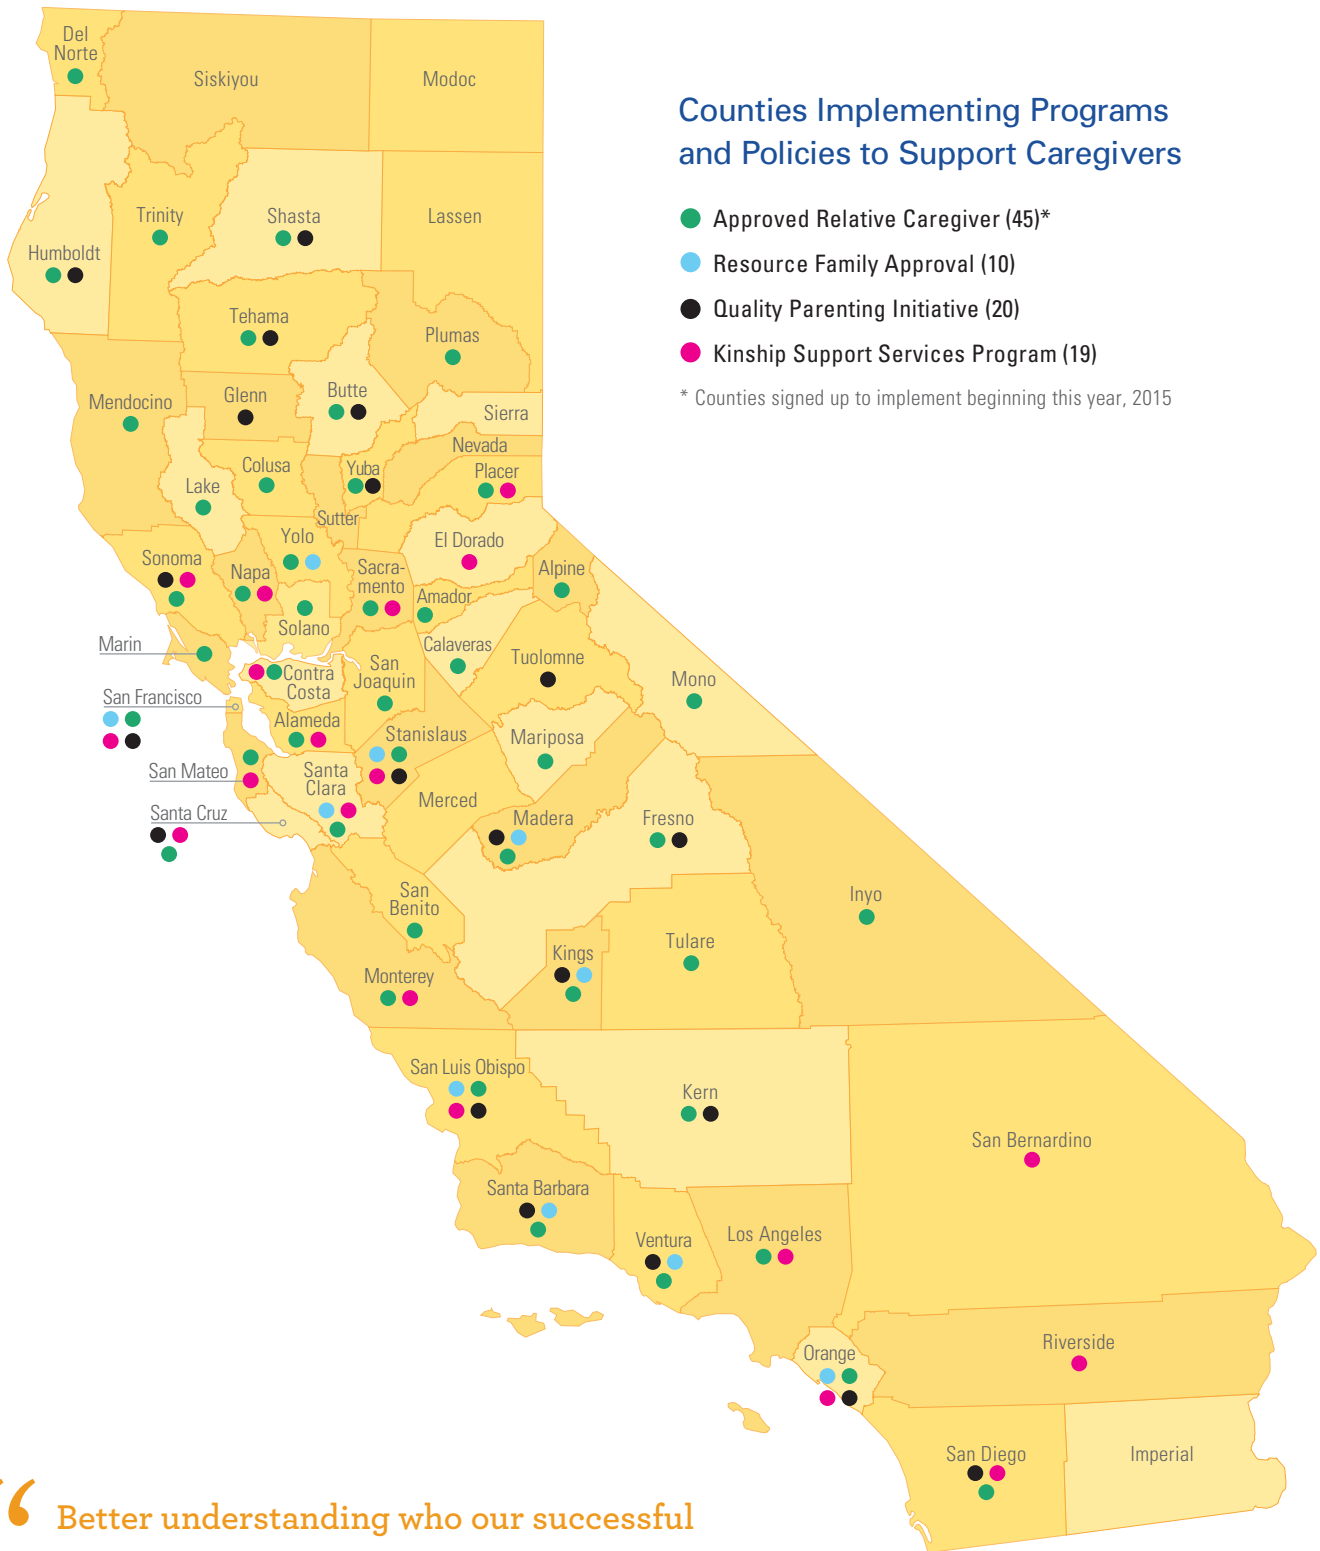 Counties Implementing Programs
and Policies to Support Caregivers
Approved Relative Caregiver (45)*
Resource Family Approval (10)
Quality Parenting Initiative (20)
Kinship Support Services Program (19)
* Counties signed up to implement beginning this year, 2015
Del
Norte
Siskiyou
Modoc
Trinity
Shasta
Lassen
Humboldt
Tehama
Plumas
Mendocino
Glenn
Butte
Sierra
Nevada
Colusa
Yuba
Placer
Lake
Sutter
Yolo
El Dorado
Sonoma
Napa
Sacra-
mento
Alpine
Amador
Solano
Marin
Calaveras
Tuolomne
Contra
Costa
San
Joaquin
Mono
San Francisco
Alameda
Stanislaus
Mariposa
San Mateo
Santa
Clara
Merced
Santa Cruz
Madera
Fresno
San
Benito
Inyo
Kings
Tulare
Monterey
San Luis Obispo
Kern
San Bernardino
Santa Barbara
Ventura
Los Angeles
Orange
Riverside
San Diego
Imperial
“ Better understanding who our successful